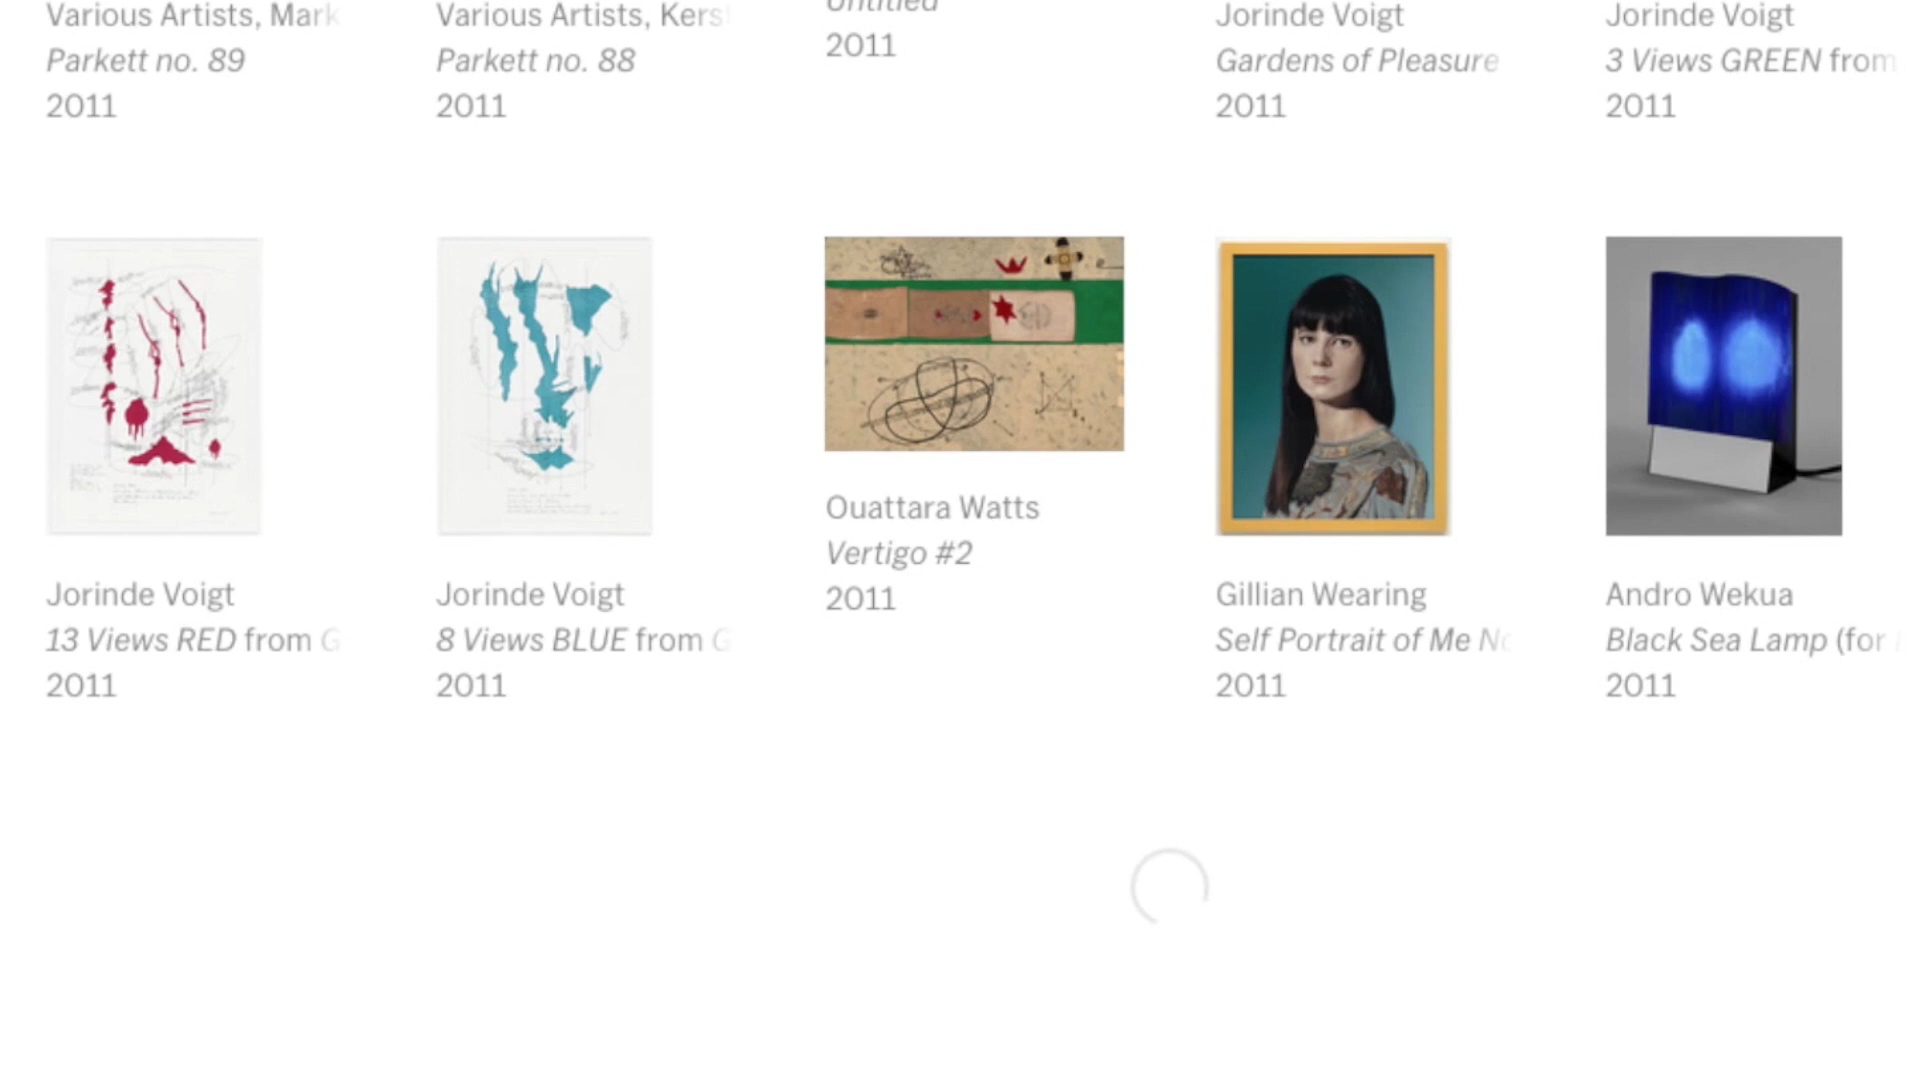 Various Artists, Mark
Parkett no. 89
2011
Various Artists, Kers
Parkett no. 88
2011
Untitled
2011
Jorinde Voigt
Gardens of Pleasure
2011
Jorinde Voigt
3 Views GREEN from
2011
Jorinde Voigt
13 Views RED from G
2011
Jorinde Voigt
8 Views BLUE from G
2011
Ouattara Watts
Vertigo #2
2011
Gillian Wearing
Self Portrait of Me No
2011
Andro Wekua
Black Sea Lamp (for
2011